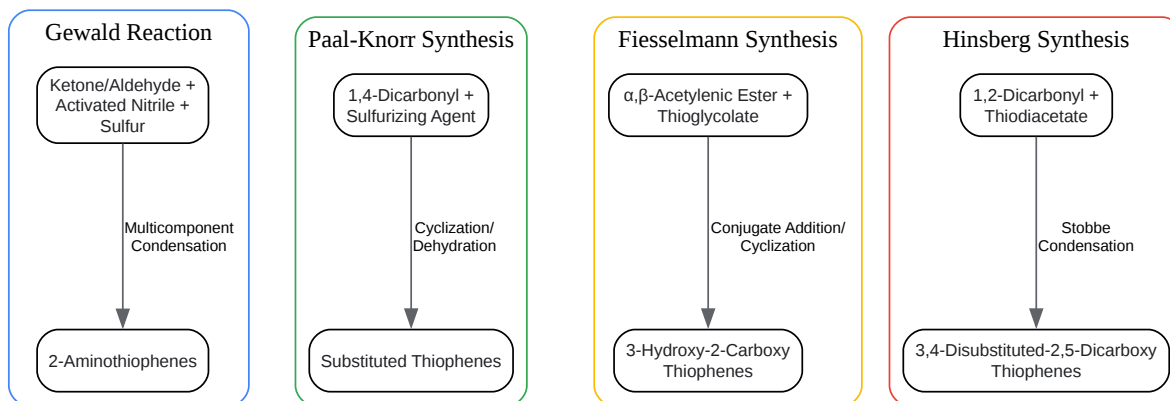 Gewald Reaction
Ketone/Aldehyde +
Activated Nitrile +
Sulfur
Multicomponent
Condensation
2-Aminothiophenes
Paal-Knorr Synthesis
1,4-Dicarbonyl +
Sulfurizing Agent
Cyclization/
Dehydration
Substituted Thiophenes
Fiesselmann Synthesis
α,β-Acetylenic Ester +
Thioglycolate
Conjugate Addition/
Cyclization
3-Hydroxy-2-Carboxy
Thiophenes
Hinsberg Synthesis
1,2-Dicarbonyl +
Thiodiacetate
Stobbe
Condensation
3,4-Disubstituted-2,5-Dicarboxy
Thiophenes